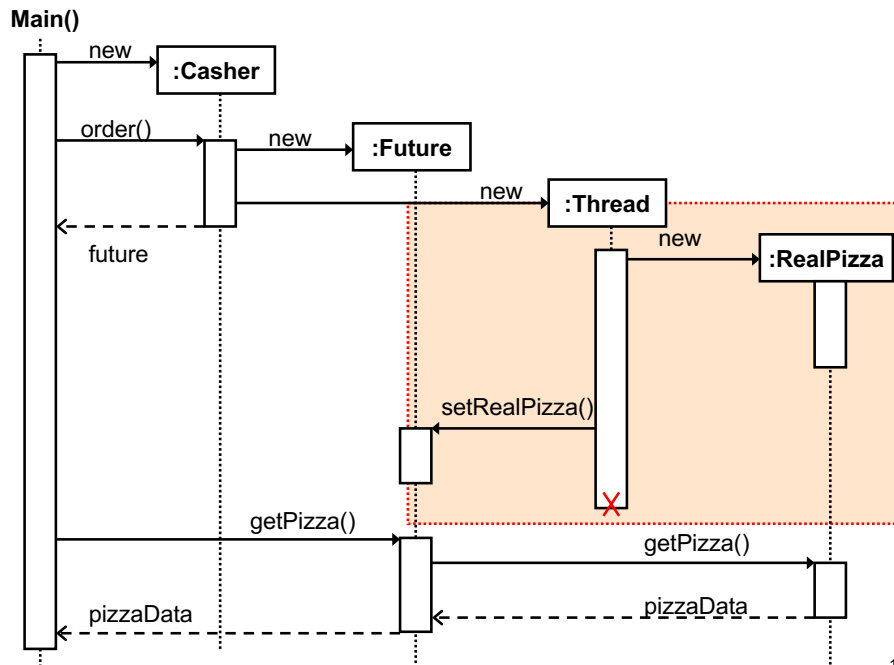 Main()
new
:Casher
order()
new
:Future
new
:Thread
future
new
:RealPizza
setRealPizza()
getPizza()
getPizza()
pizzaData
pizzaData